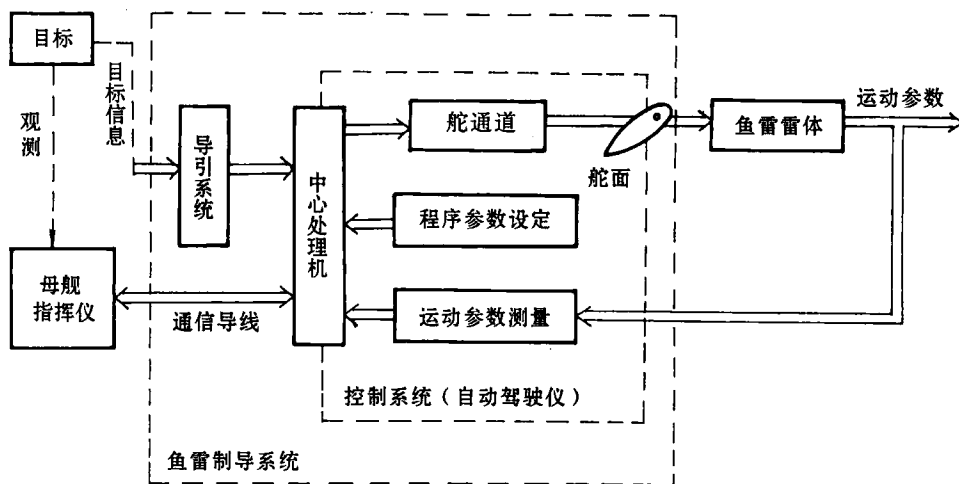 目标
目标信息
观测
导引系统
中心处理机
舵通道
舵面
鱼雷雷体
运动参数
程序参数设定
母舰
指挥仪
通信导线
运动参数测量
控制系统（自动驾驶仪）
鱼雷制导系统